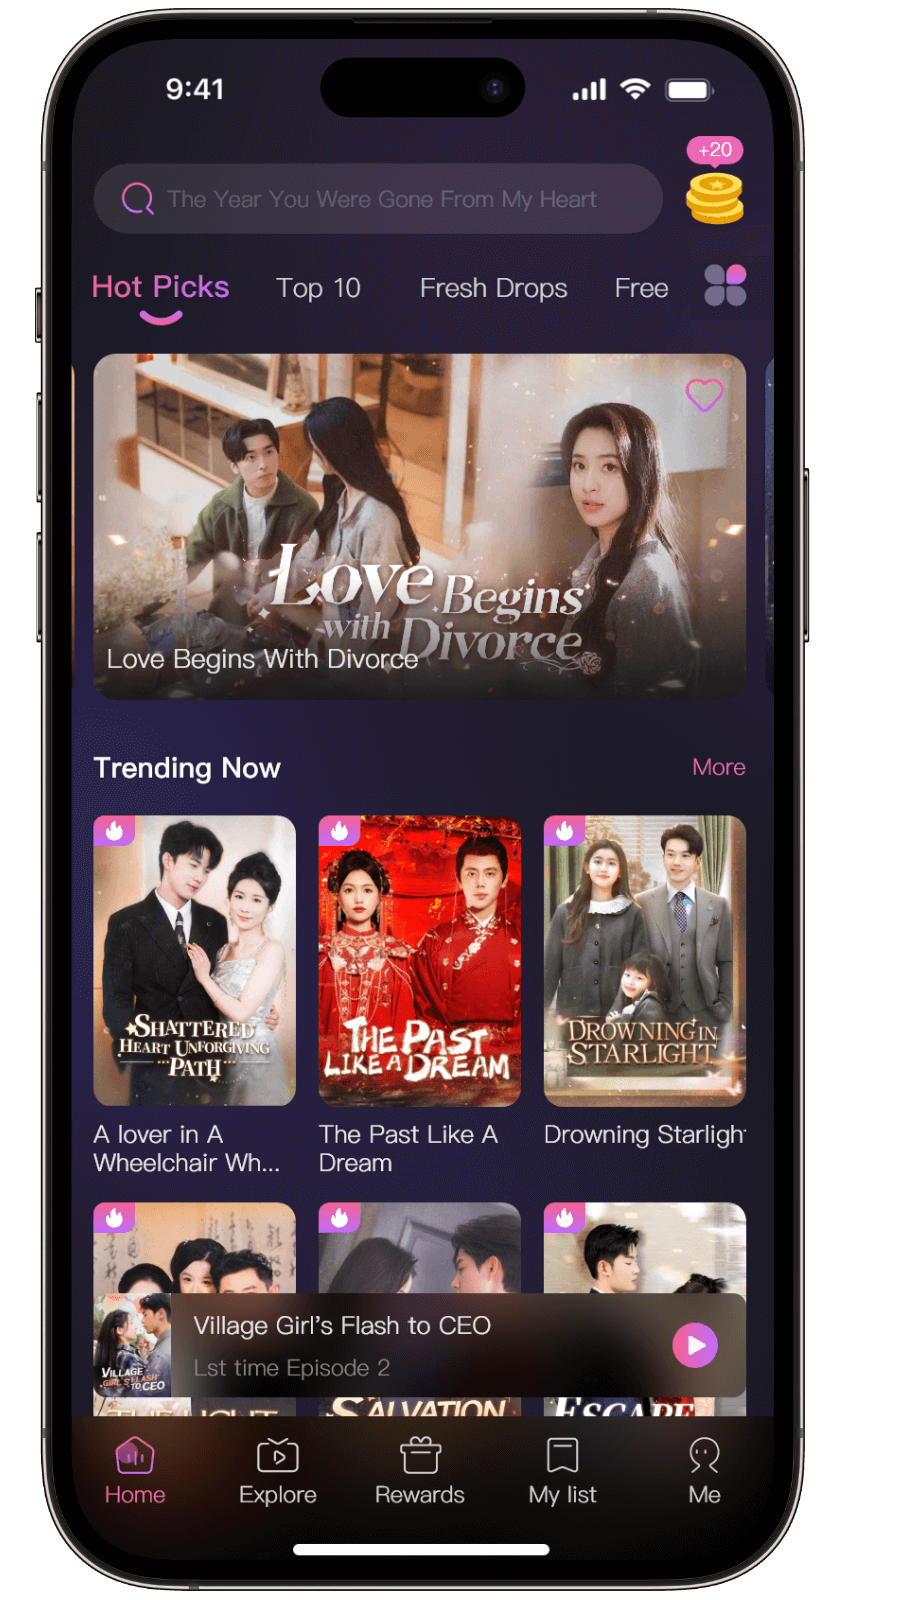 9:41
+20
The Year You Were Gone From My Heart
Hot Picks Top 10 Fresh Drops Free
Love Begins
with Divorce
Love Begins With Divorce
Trending Now More
Shattered
Heart Unforgiving
Path
The Past
Like a Dream
Drowning in
Starlight
A lover in A
Wheelchair Wh...
The Past Like A
Dream
Drowning Starligh
Village Girl's Flash to CEO
Lst time Episode 2
Village
Girl's Flash
to CEO
Salvation
Escape
Home Explore Rewards My list Me